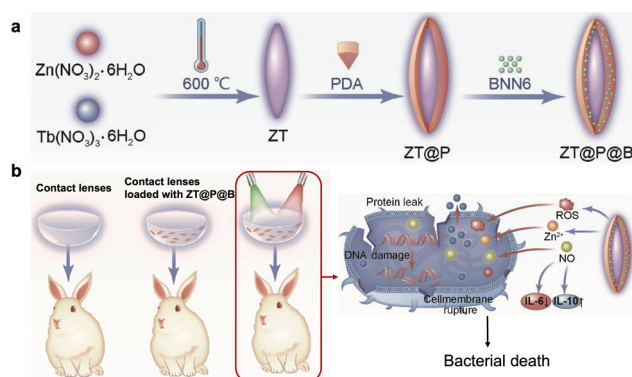 a
Zn(NO₃)₂·6H₂O
Tb(NO₃)₃·6H₂O
600 ℃
ZT
PDA
ZT@P
BNN6
ZT@P@B
b
Contact lenses
Contact lenses
loaded with ZT@P@B
Protein leak
DNA damage
Cellmembrane
rupture
ROS
Zn²⁺
NO
IL-6↓
IL-10↑
Bacterial death